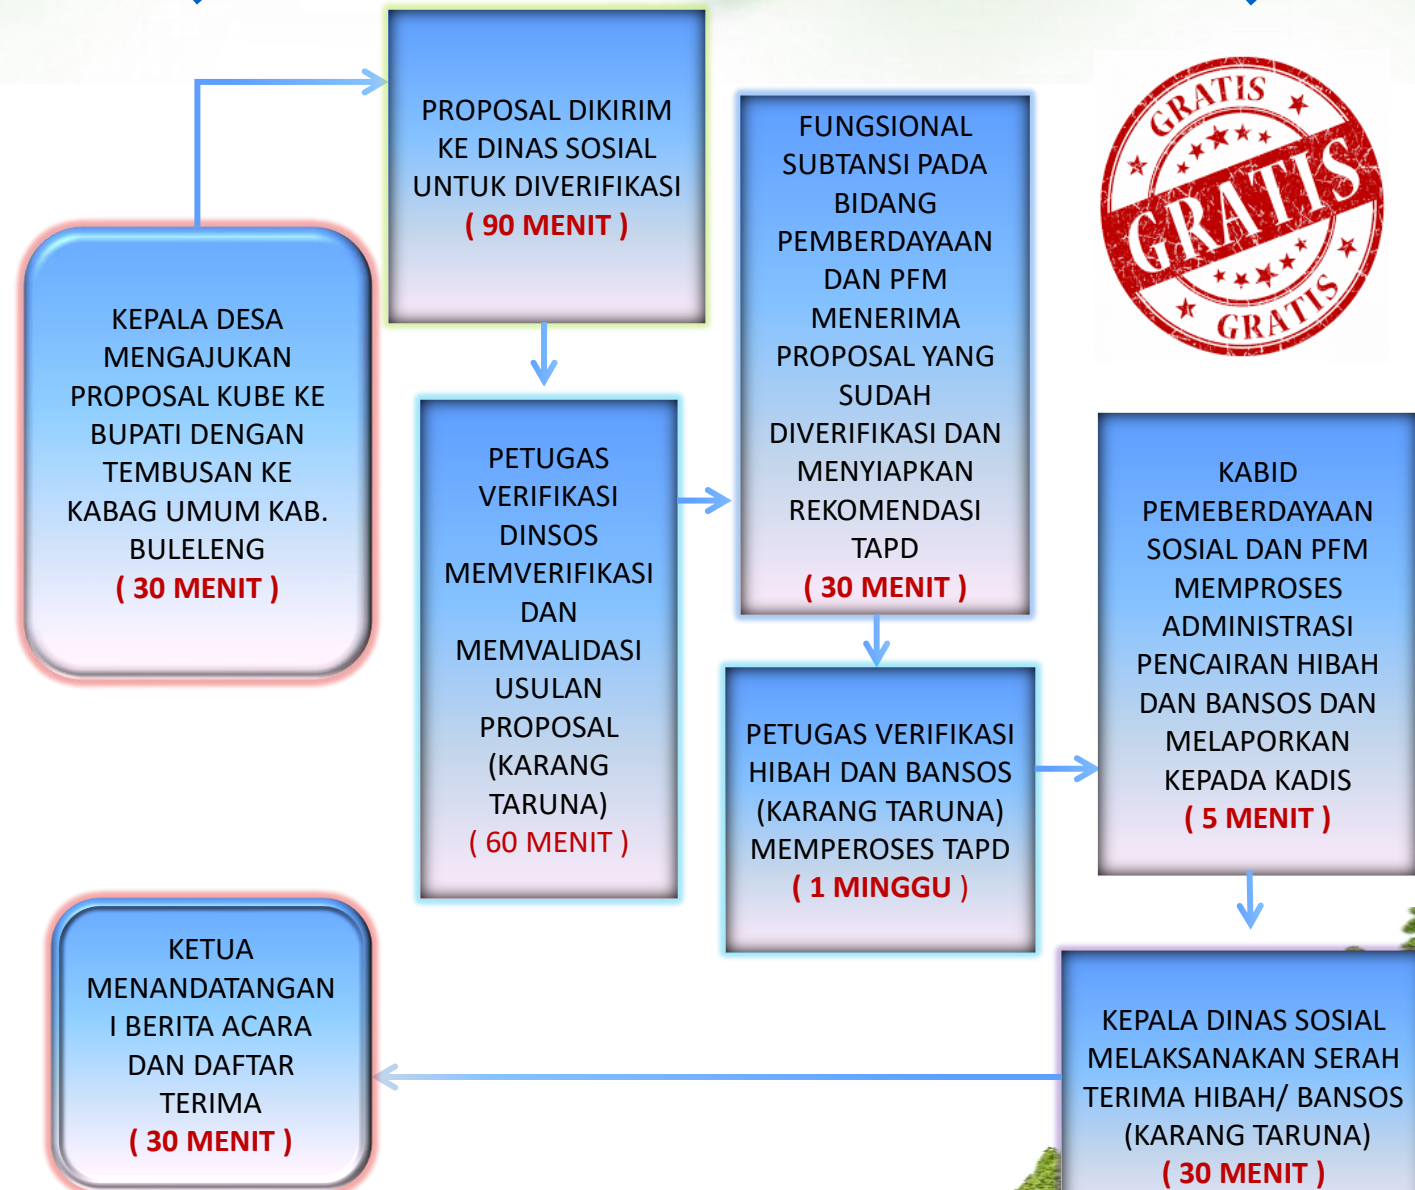 KEPALA DESA
MENGAJUKAN
PROPOSAL KUBE KE
BUPATI DENGAN
TEMBUSAN KE
KABAG UMUM KAB.
BULELENG
( 30 MENIT )
PROPOSAL DIKIRIM
KE DINAS SOSIAL
UNTUK DIVERIFIKASI
( 90 MENIT )
PETUGAS
VERIFIKASI
DINSOS
MEMVERIFIKASI
DAN
MEMVALIDASI
USULAN
PROPOSAL
(KARANG
TARUNA)
( 60 MENIT )
FUNGSIONAL
SUBTANSI PADA
BIDANG
PEMBERDAYAAN
DAN PFM
MENERIMA
PROPOSAL YANG
SUDAH
DIVERIFIKASI DAN
MENYIAPKAN
REKOMENDASI
TAPD
( 30 MENIT )
PETUGAS VERIFIKASI
HIBAH DAN BANSOS
(KARANG TARUNA)
MEMPEROSES TAPD
( 1 MINGGU )
KABID
PEMEBERDAYAAN
SOSIAL DAN PFM
MEMPROSES
ADMINISTRASI
PENCAIRAN HIBAH
DAN BANSOS DAN
MELAPORKAN
KEPADA KADIS
( 5 MENIT )
KEPALA DINAS SOSIAL
MELAKSANAKAN SERAH
TERIMA HIBAH/ BANSOS
(KARANG TARUNA)
( 30 MENIT )
KETUA
MENANDATANGAN
I BERITA ACARA
DAN DAFTAR
TERIMA
( 30 MENIT )
GRATIS
GRATIS
GRATIS